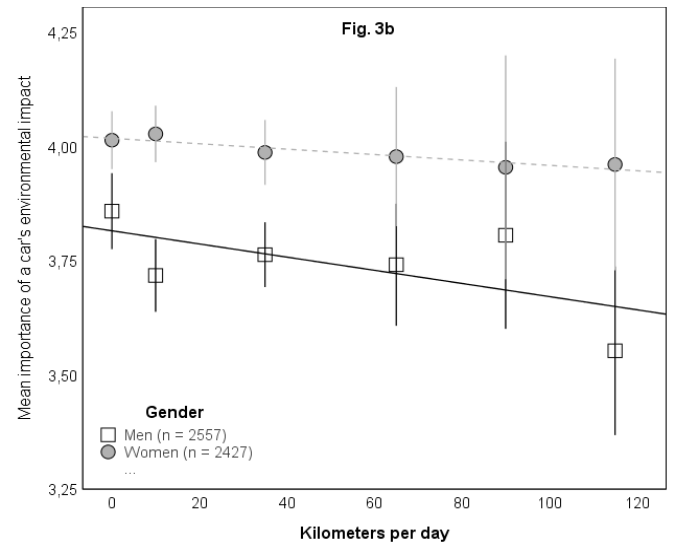 Fig. 3b
Mean importance of a car's environmental impact
4,25
4,00
3,75
3,50
3,25
Gender
Men (n = 2557)
Women (n = 2427)
...
0 20 40 60 80 100 120
Kilometers per day